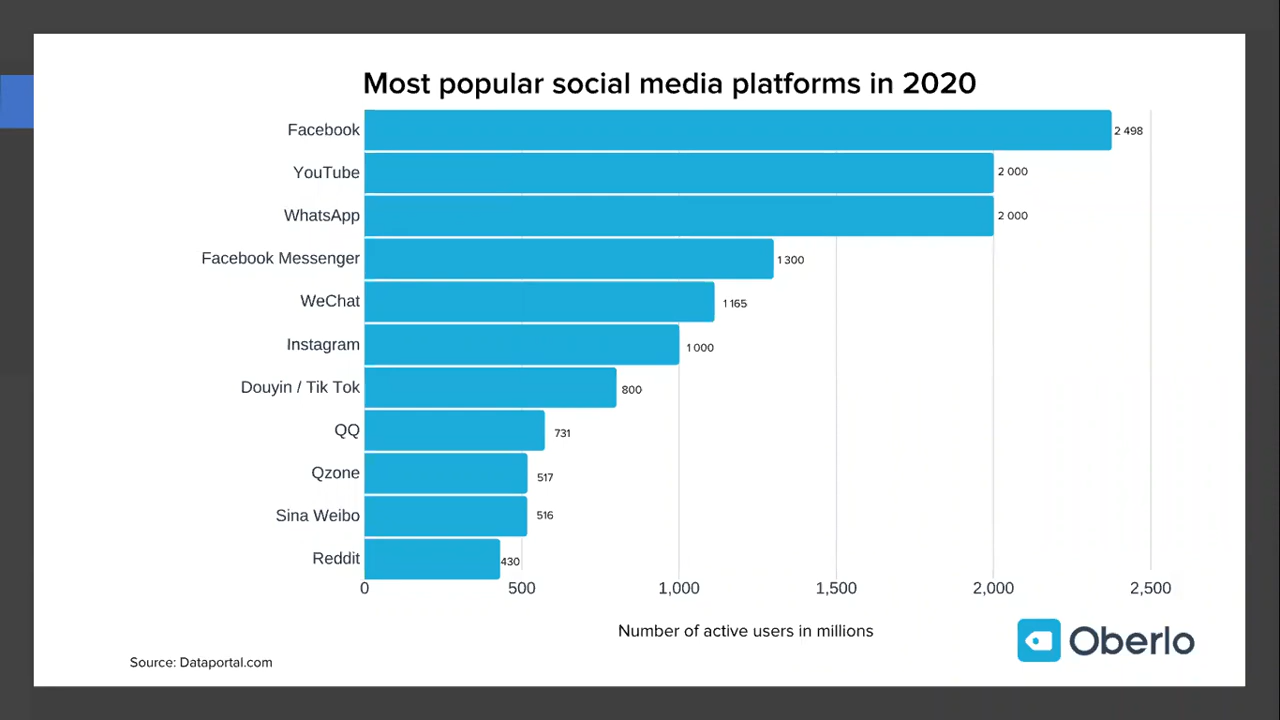 Most popular social media platforms in 2020
Facebook 2 498
YouTube 2 000
WhatsApp 2 000
Facebook Messenger 1 300
WeChat 1 165
Instagram 1 000
Douyin / Tik Tok 800
QQ 731
Qzone 517
Sina Weibo 516
Reddit 430
0 500 1,000 1,500 2,000 2,500
Number of active users in millions
Oberlo
Source: Dataportal.com